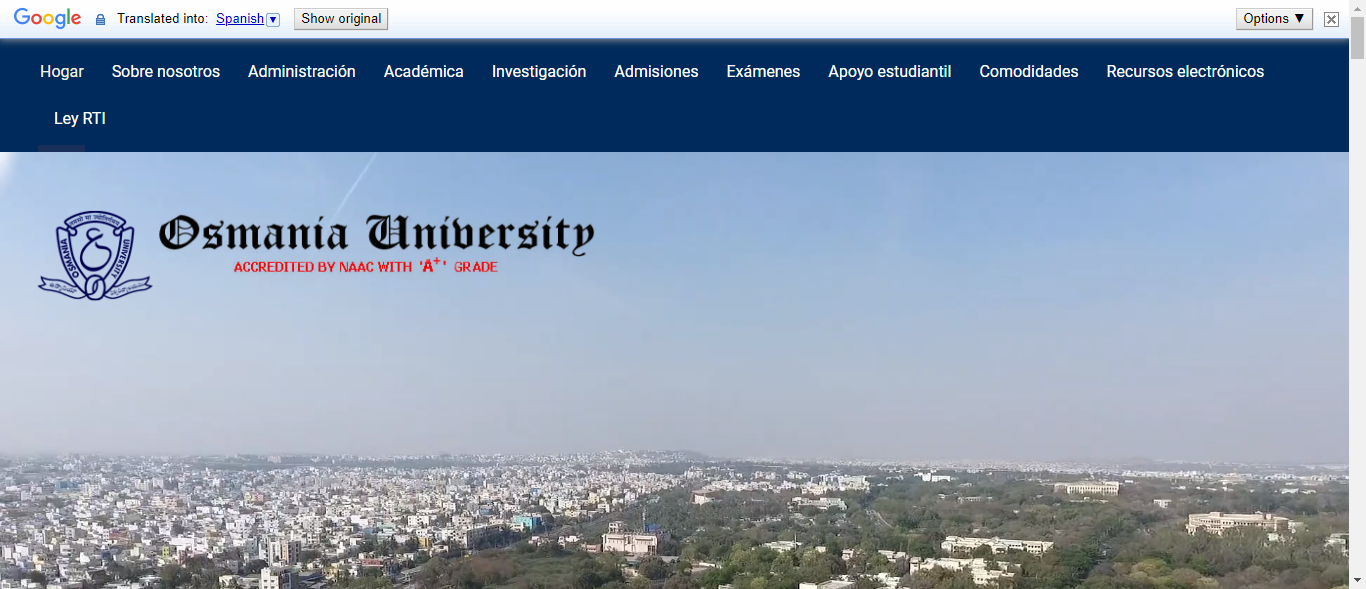 Google Translated into: Spanish▼ Show original Options ▼
Hogar Sobre nosotros Administración Académica Investigación Admisiones Exámenes Apoyo estudiantil Comodidades Recursos electrónicos
Ley RTI
Osmania University
ACCREDITED BY NAAC WITH 'A+' GRADE
OSMANIA UNIVERSITY